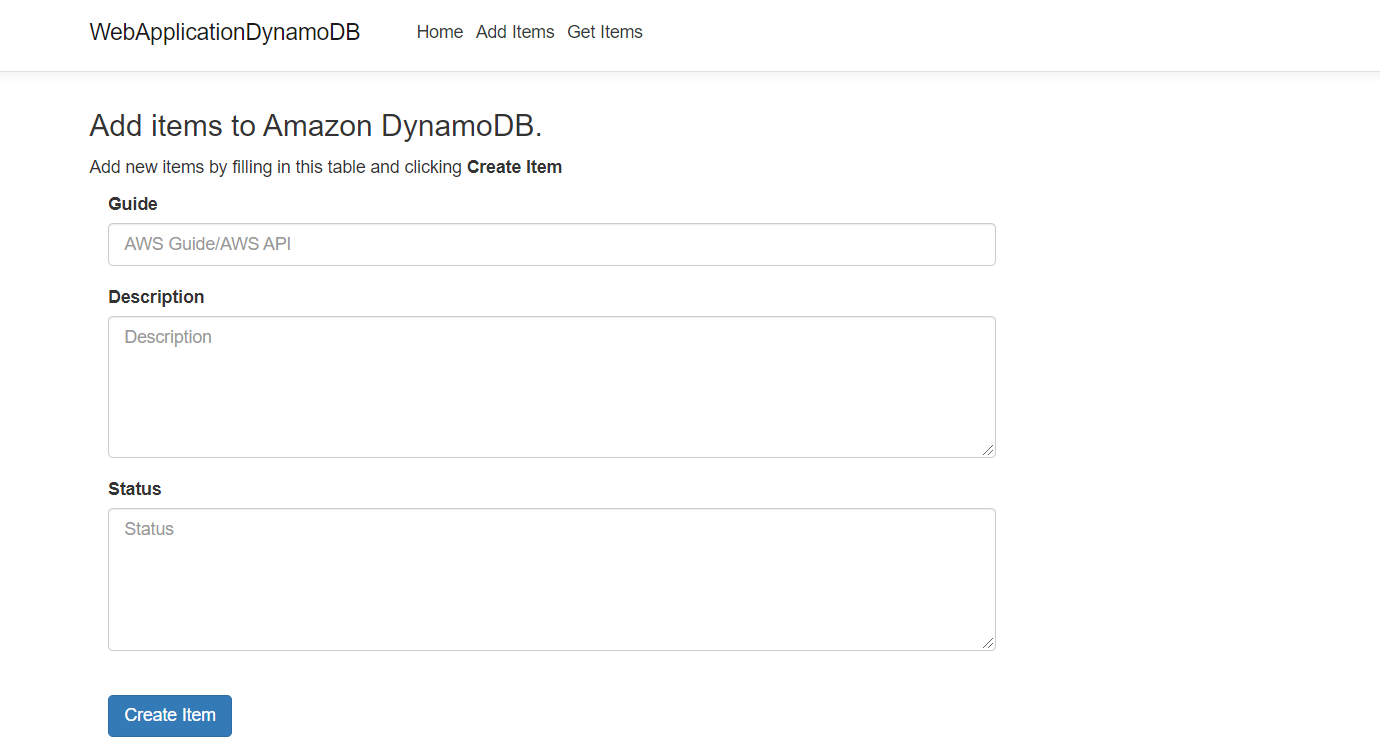 WebApplicationDynamoDB Home Add Items Get Items
Add items to Amazon DynamoDB.
Add new items by filling in this table and clicking Create Item
Guide
AWS Guide/AWS API
Description
Description
Status
Status
Create Item